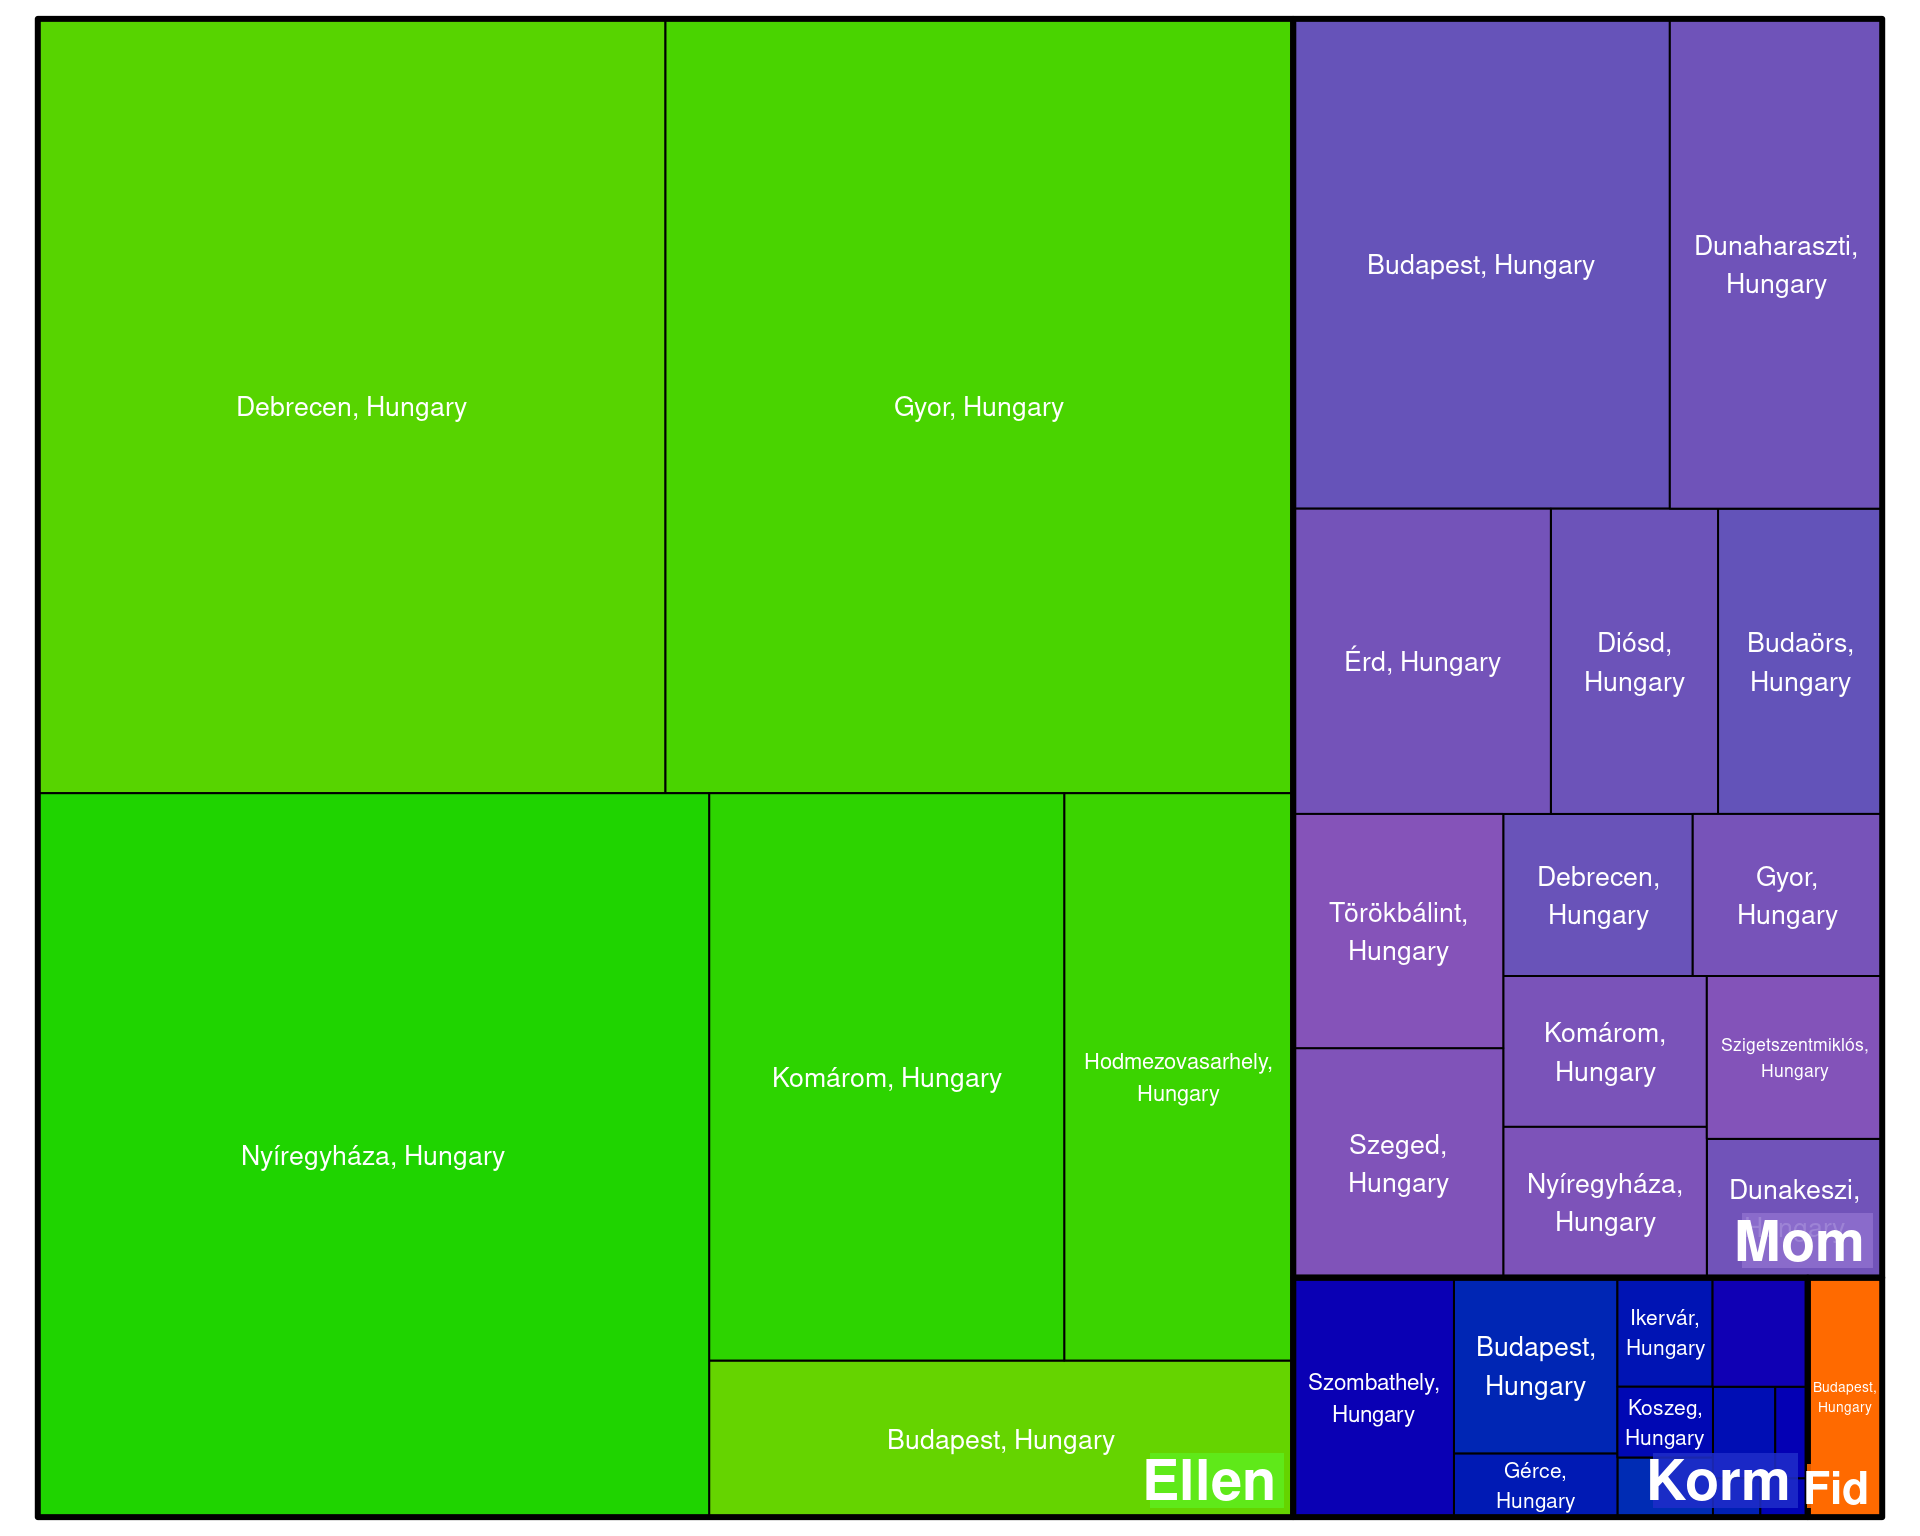 Debrecen, Hungary
Gyor, Hungary
Nyíregyháza, Hungary
Komárom, Hungary
Hodmezovasarhely,
Hungary
Budapest, Hungary
Ellen
Budapest, Hungary
Dunaharaszti,
Hungary
Érd, Hungary
Diósd,
Hungary
Budaörs,
Hungary
Törökbálint,
Hungary
Debrecen,
Hungary
Gyor,
Hungary
Szeged,
Hungary
Komárom,
Hungary
Szigetszentmiklós,
Hungary
Nyíregyháza,
Hungary
Dunakeszi,
Hungary
Mom
Szombathely,
Hungary
Budapest,
Hungary
Gérce,
Hungary
Ikervár,
Hungary
Koszeg,
Hungary
Korm
Budapest,
Hungary
Fid